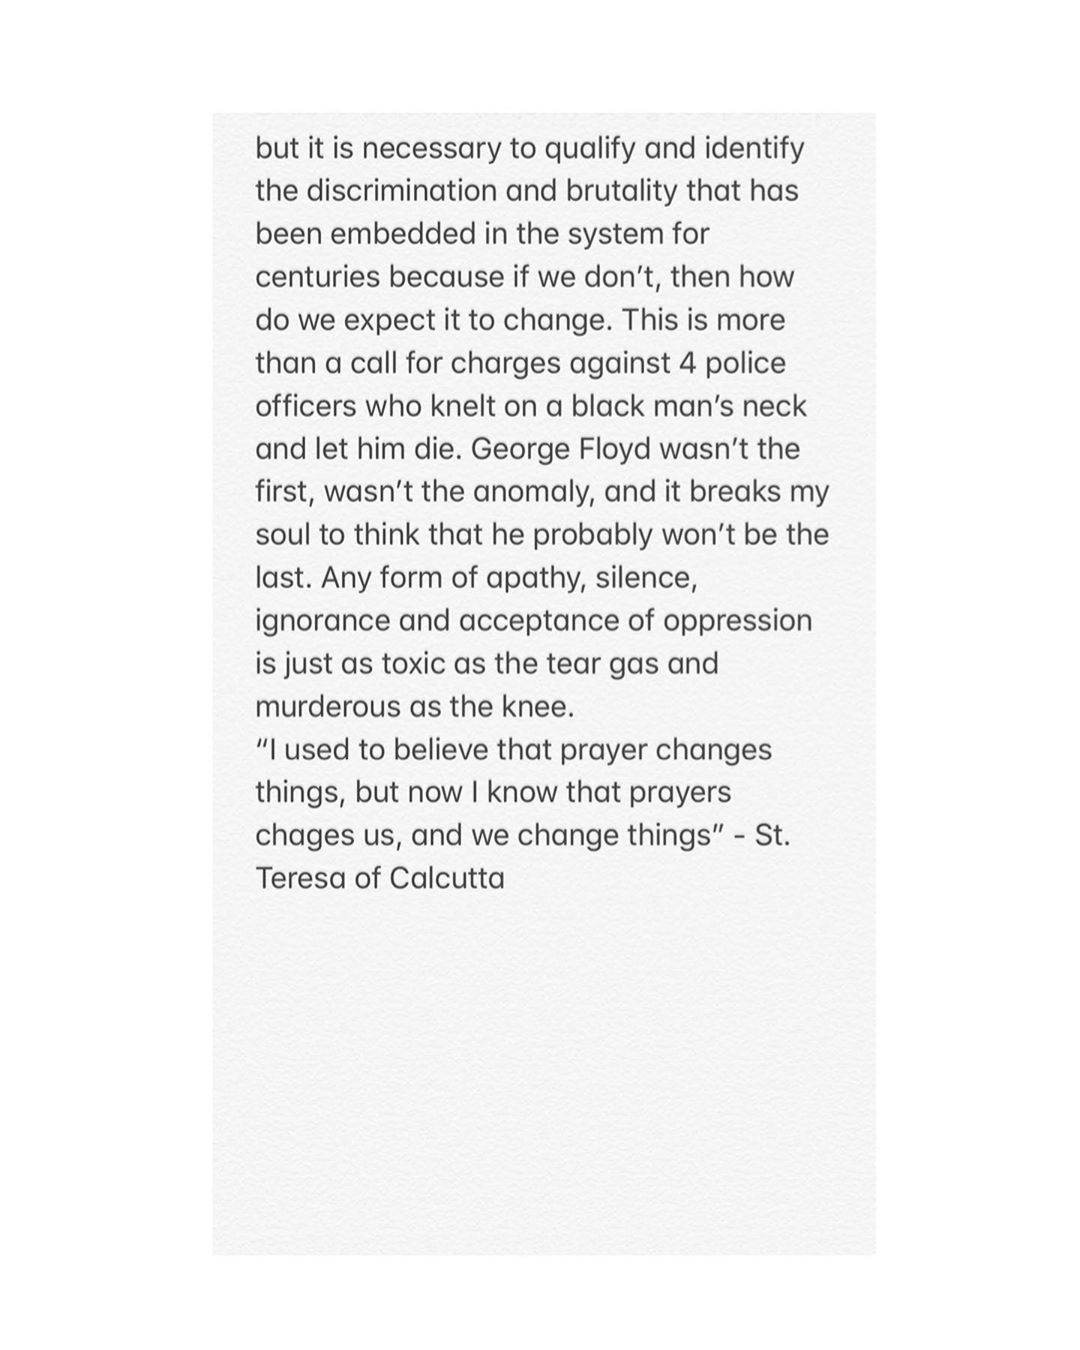 but it is necessary to qualify and identify
the discrimination and brutality that has
been embedded in the system for
centuries because if we don’t, then how
do we expect it to change. This is more
than a call for charges against 4 police
officers who knelt on a black man’s neck
and let him die. George Floyd wasn’t the
first, wasn’t the anomaly, and it breaks my
soul to think that he probably won’t be the
last. Any form of apathy, silence,
ignorance and acceptance of oppression
is just as toxic as the tear gas and
murderous as the knee.
“I used to believe that prayer changes
things, but now I know that prayers
chages us, and we change things” - St.
Teresa of Calcutta